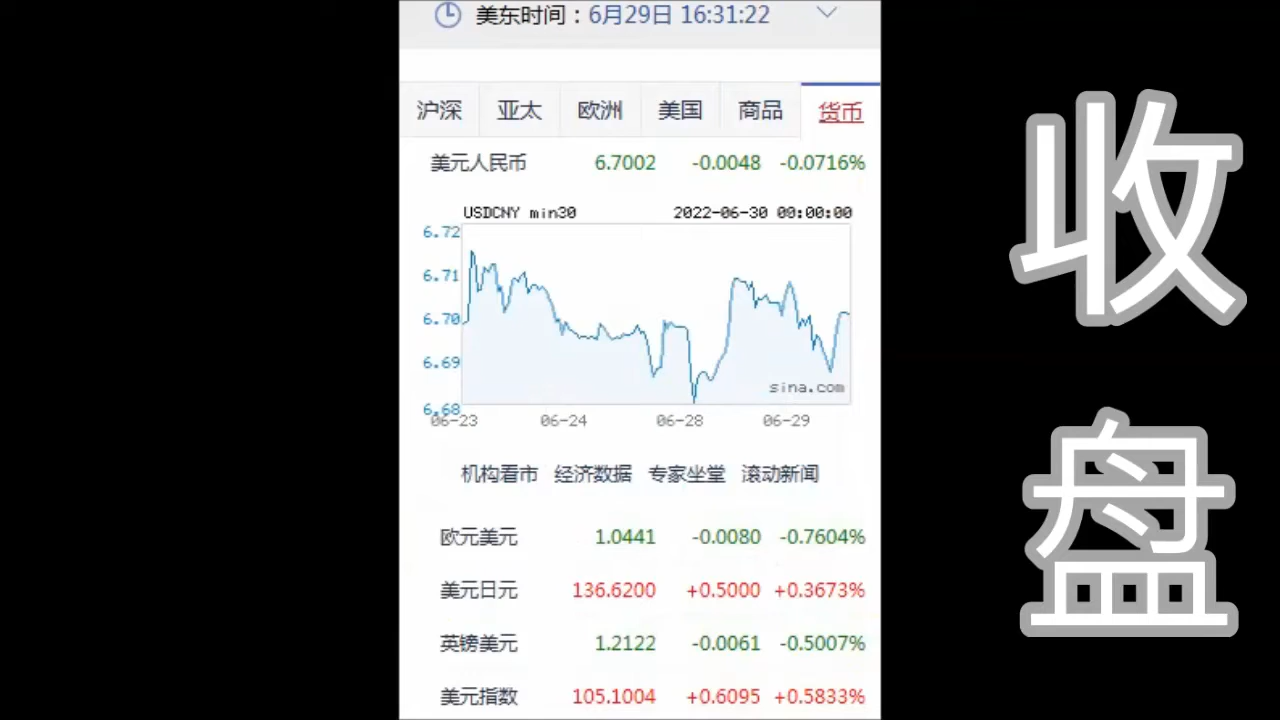 美东时间：6月29日 16:31:22
沪深 亚太 欧洲 美国 商品 货币
美元人民币 6.7002 -0.0048 -0.0716%
USDCNY min30 2022-06-30 09:00:00
6.72
6.71
6.70
6.69
6.68
sina.com
06-23 06-24 06-28 06-29
机构看市 经济数据 专家坐堂 滚动新闻
欧元美元 1.0441 -0.0080 -0.7604%
美元日元 136.6200 +0.5000 +0.3673%
英镑美元 1.2122 -0.0061 -0.5007%
美元指数 105.1004 +0.6095 +0.5833%
收
盘